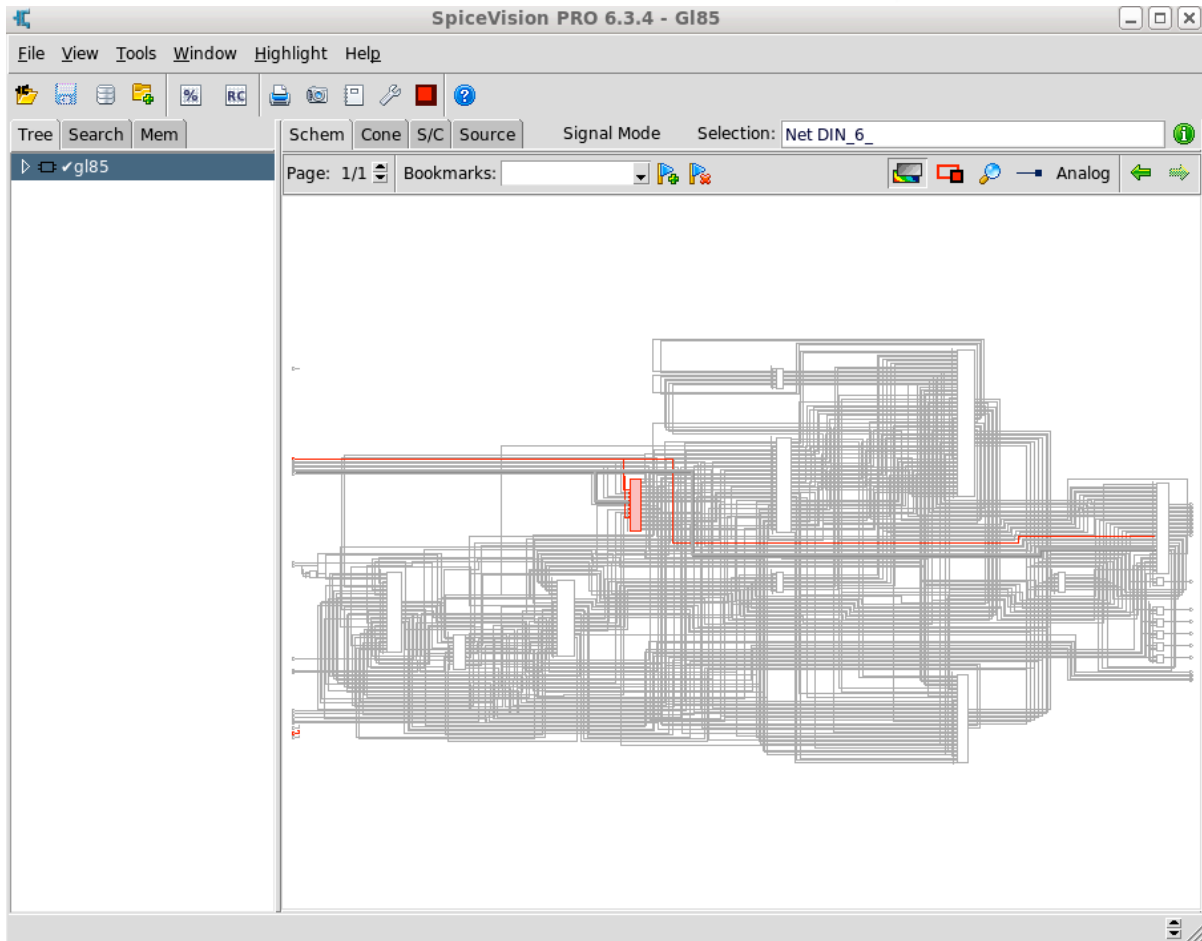 SpiceVision PRO 6.3.4 - Gl85
File View Tools Window Highlight Help
% RC
Tree Search Mem Schem Cone S/C Source Signal Mode Selection: Net DIN_6_
gl85
Page: 1/1 Bookmarks: Analog